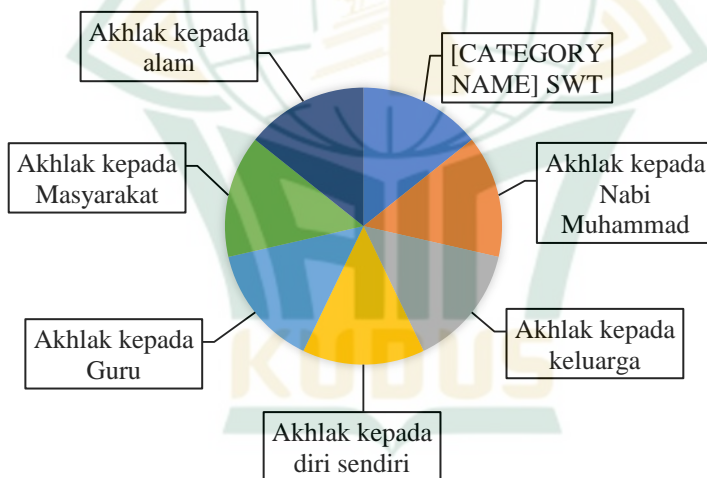 Akhlak kepada
alam
[CATEGORY
NAME] SWT
Akhlak kepada
Masyarakat
Akhlak kepada
Nabi
Muhammad
Akhlak kepada
Guru
Akhlak kepada
keluarga
Akhlak kepada
diri sendiri
KUDUS